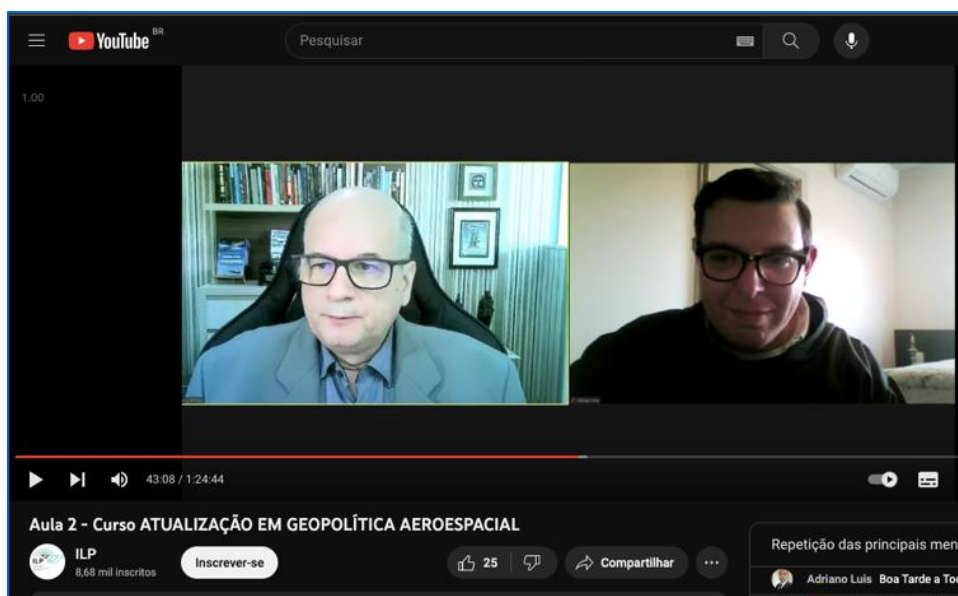 YouTube BR
Pesquisar
1.00
43:08 / 1:24:44
Aula 2 - Curso ATUALIZAÇÃO EM GEOPOLÍTICA AEROESPACIAL
ILP
8,68 mil inscritos
Inscrever-se
25
Compartilhar
Repetição das principais men
Adriano Luis Boa Tarde a Too